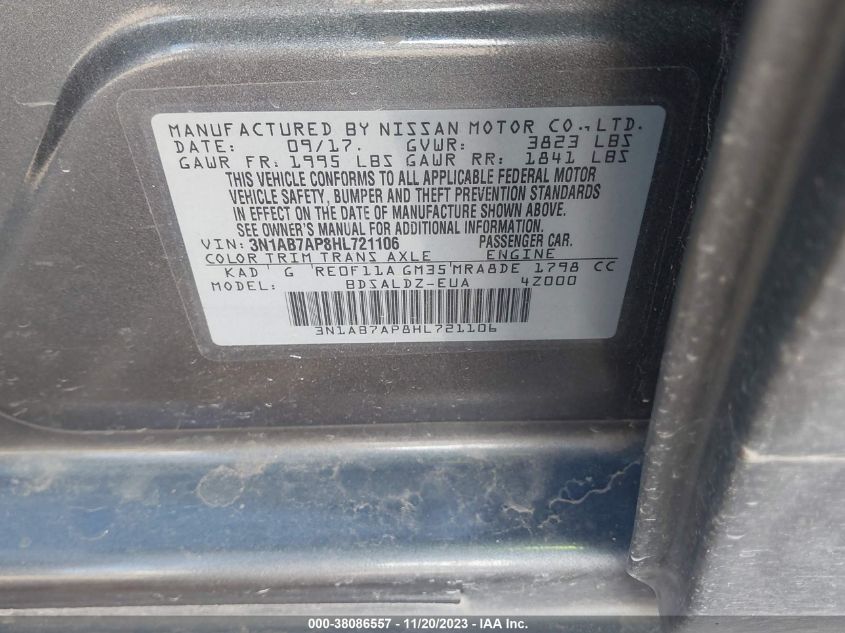 MANUFACTURED BY NISSAN MOTOR CO., LTD.
DATE: 09/17. GVWR: 3823 LBS
GAWR FR: 1995 LBS GAWR RR: 1841 LBS
THIS VEHICLE CONFORMS TO ALL APPLICABLE FEDERAL MOTOR
VEHICLE SAFETY, BUMPER AND THEFT PREVENTION STANDARDS
IN EFFECT ON THE DATE OF MANUFACTURE SHOWN ABOVE.
SEE OWNER'S MANUAL FOR ADDITIONAL INFORMATION
VIN: 3N1AB7AP8HL721106 PASSENGER CAR.
COLOR TRIM TRANS AXLE ENGINE
KAD G RE0F11A GM35 MRA8DE 1798 CC
MODEL: BDSALDZ-EUA 4Z000
3N1AB7AP8HL721106
000-38086557 - 11/20/2023 - IAA Inc.